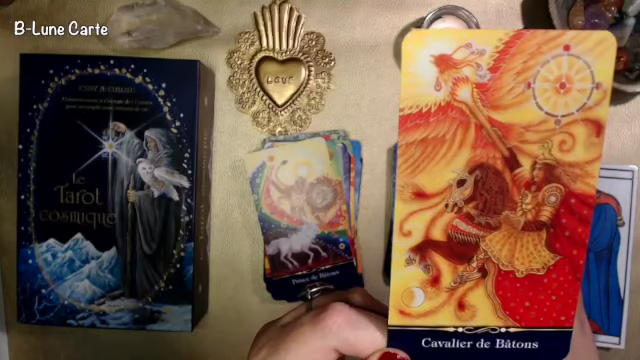 B-Lune Carte
Le
Tarot
cosmique
Love
Prince de Bâtons
Cavalier de Bâtons